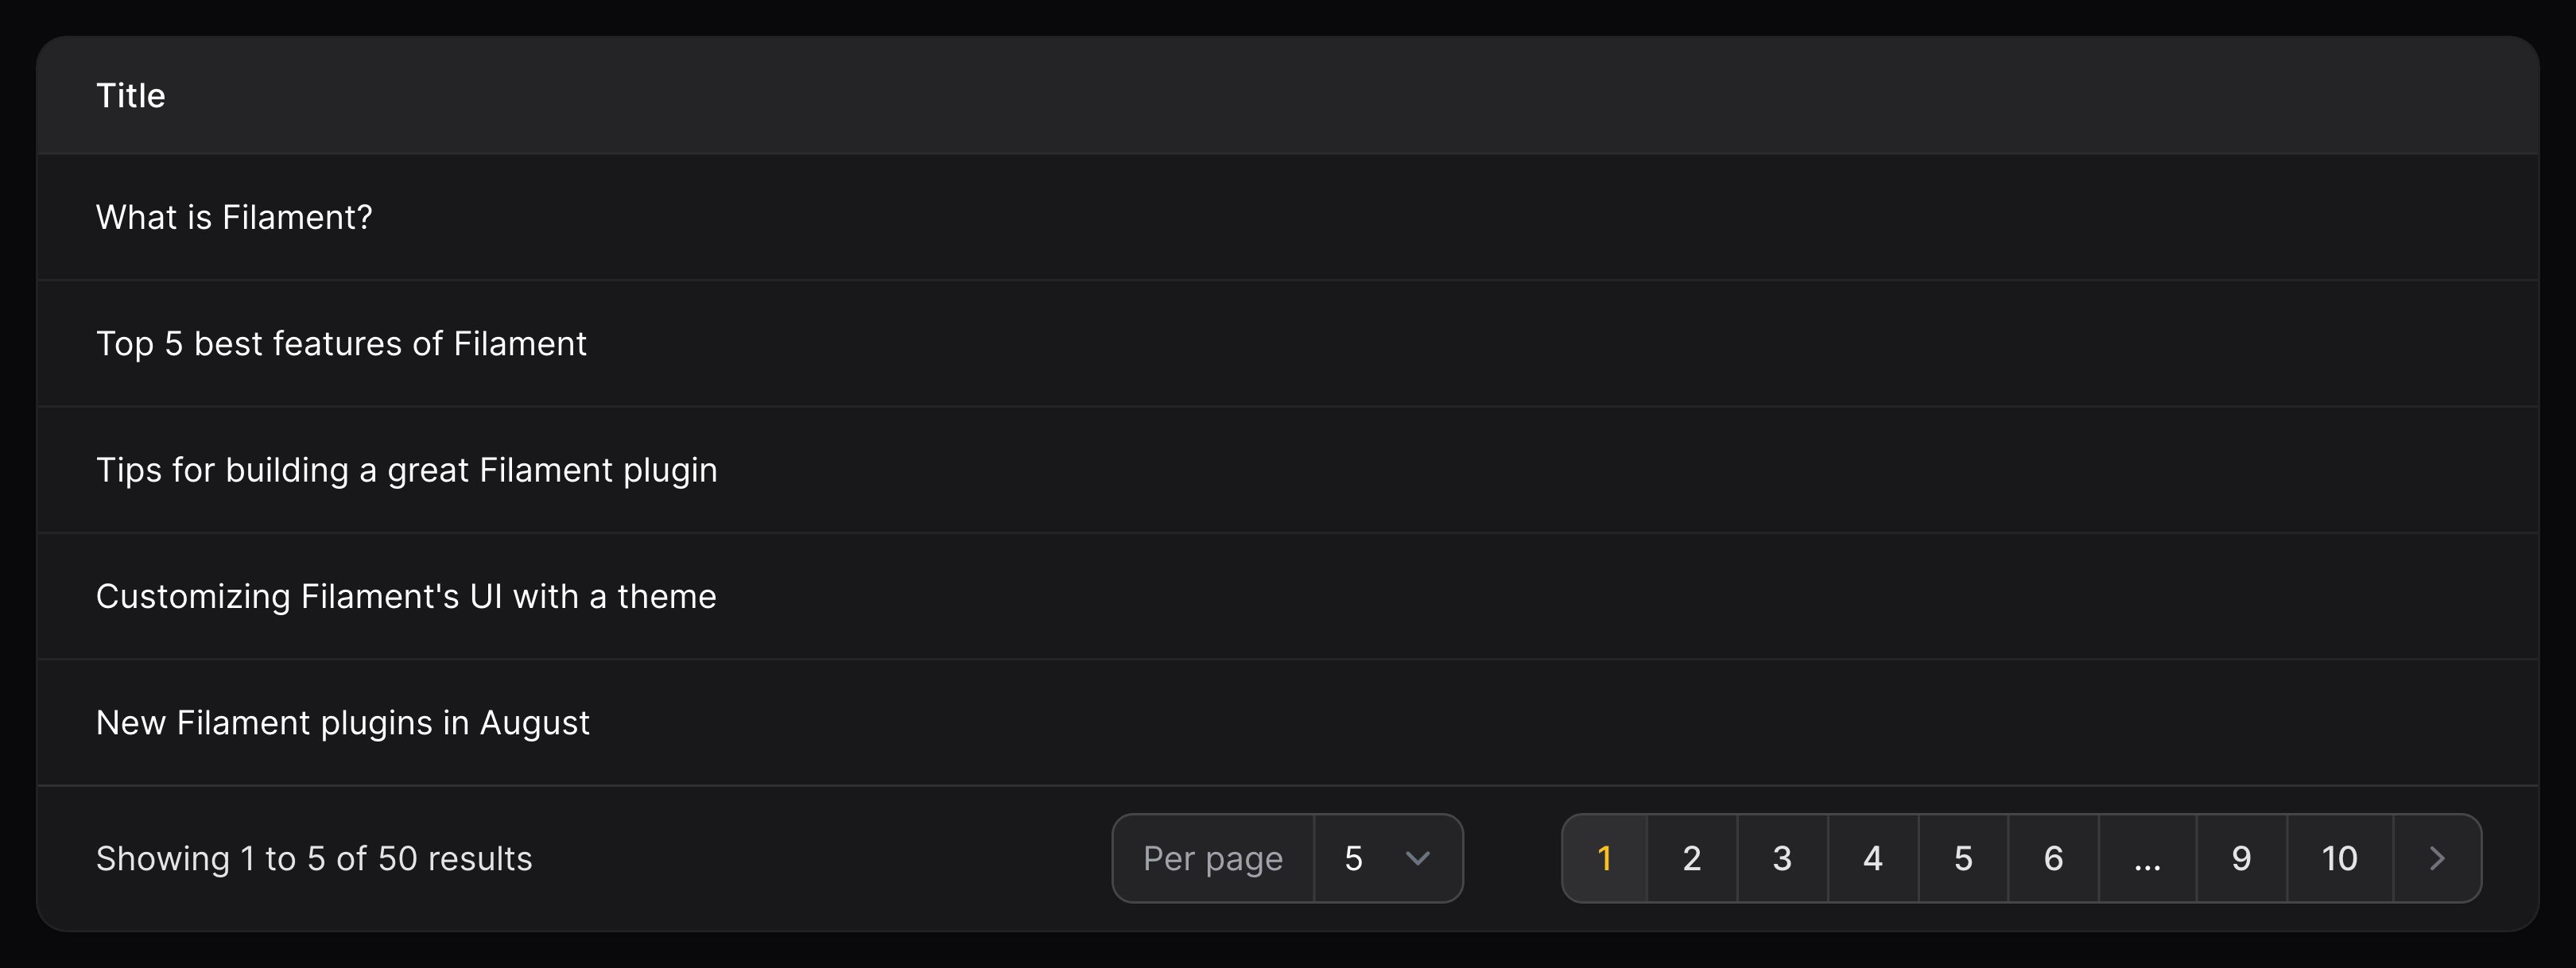 Title
What is Filament?
Top 5 best features of Filament
Tips for building a great Filament plugin
Customizing Filament's UI with a theme
New Filament plugins in August
Showing 1 to 5 of 50 results Per page 5 1 2 3 4 5 6 ... 9 10